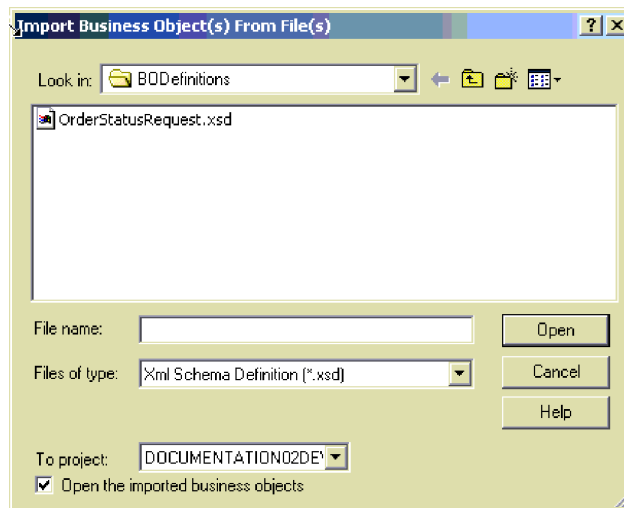 Import Business Object(s) From File(s)
Look in: BODefinitions
OrderStatusRequest.xsd
File name:
Open
Files of type: Xml Schema Definition (*.xsd)
Cancel
Help
To project: DOCUMENTATION02DEV
Open the imported business objects